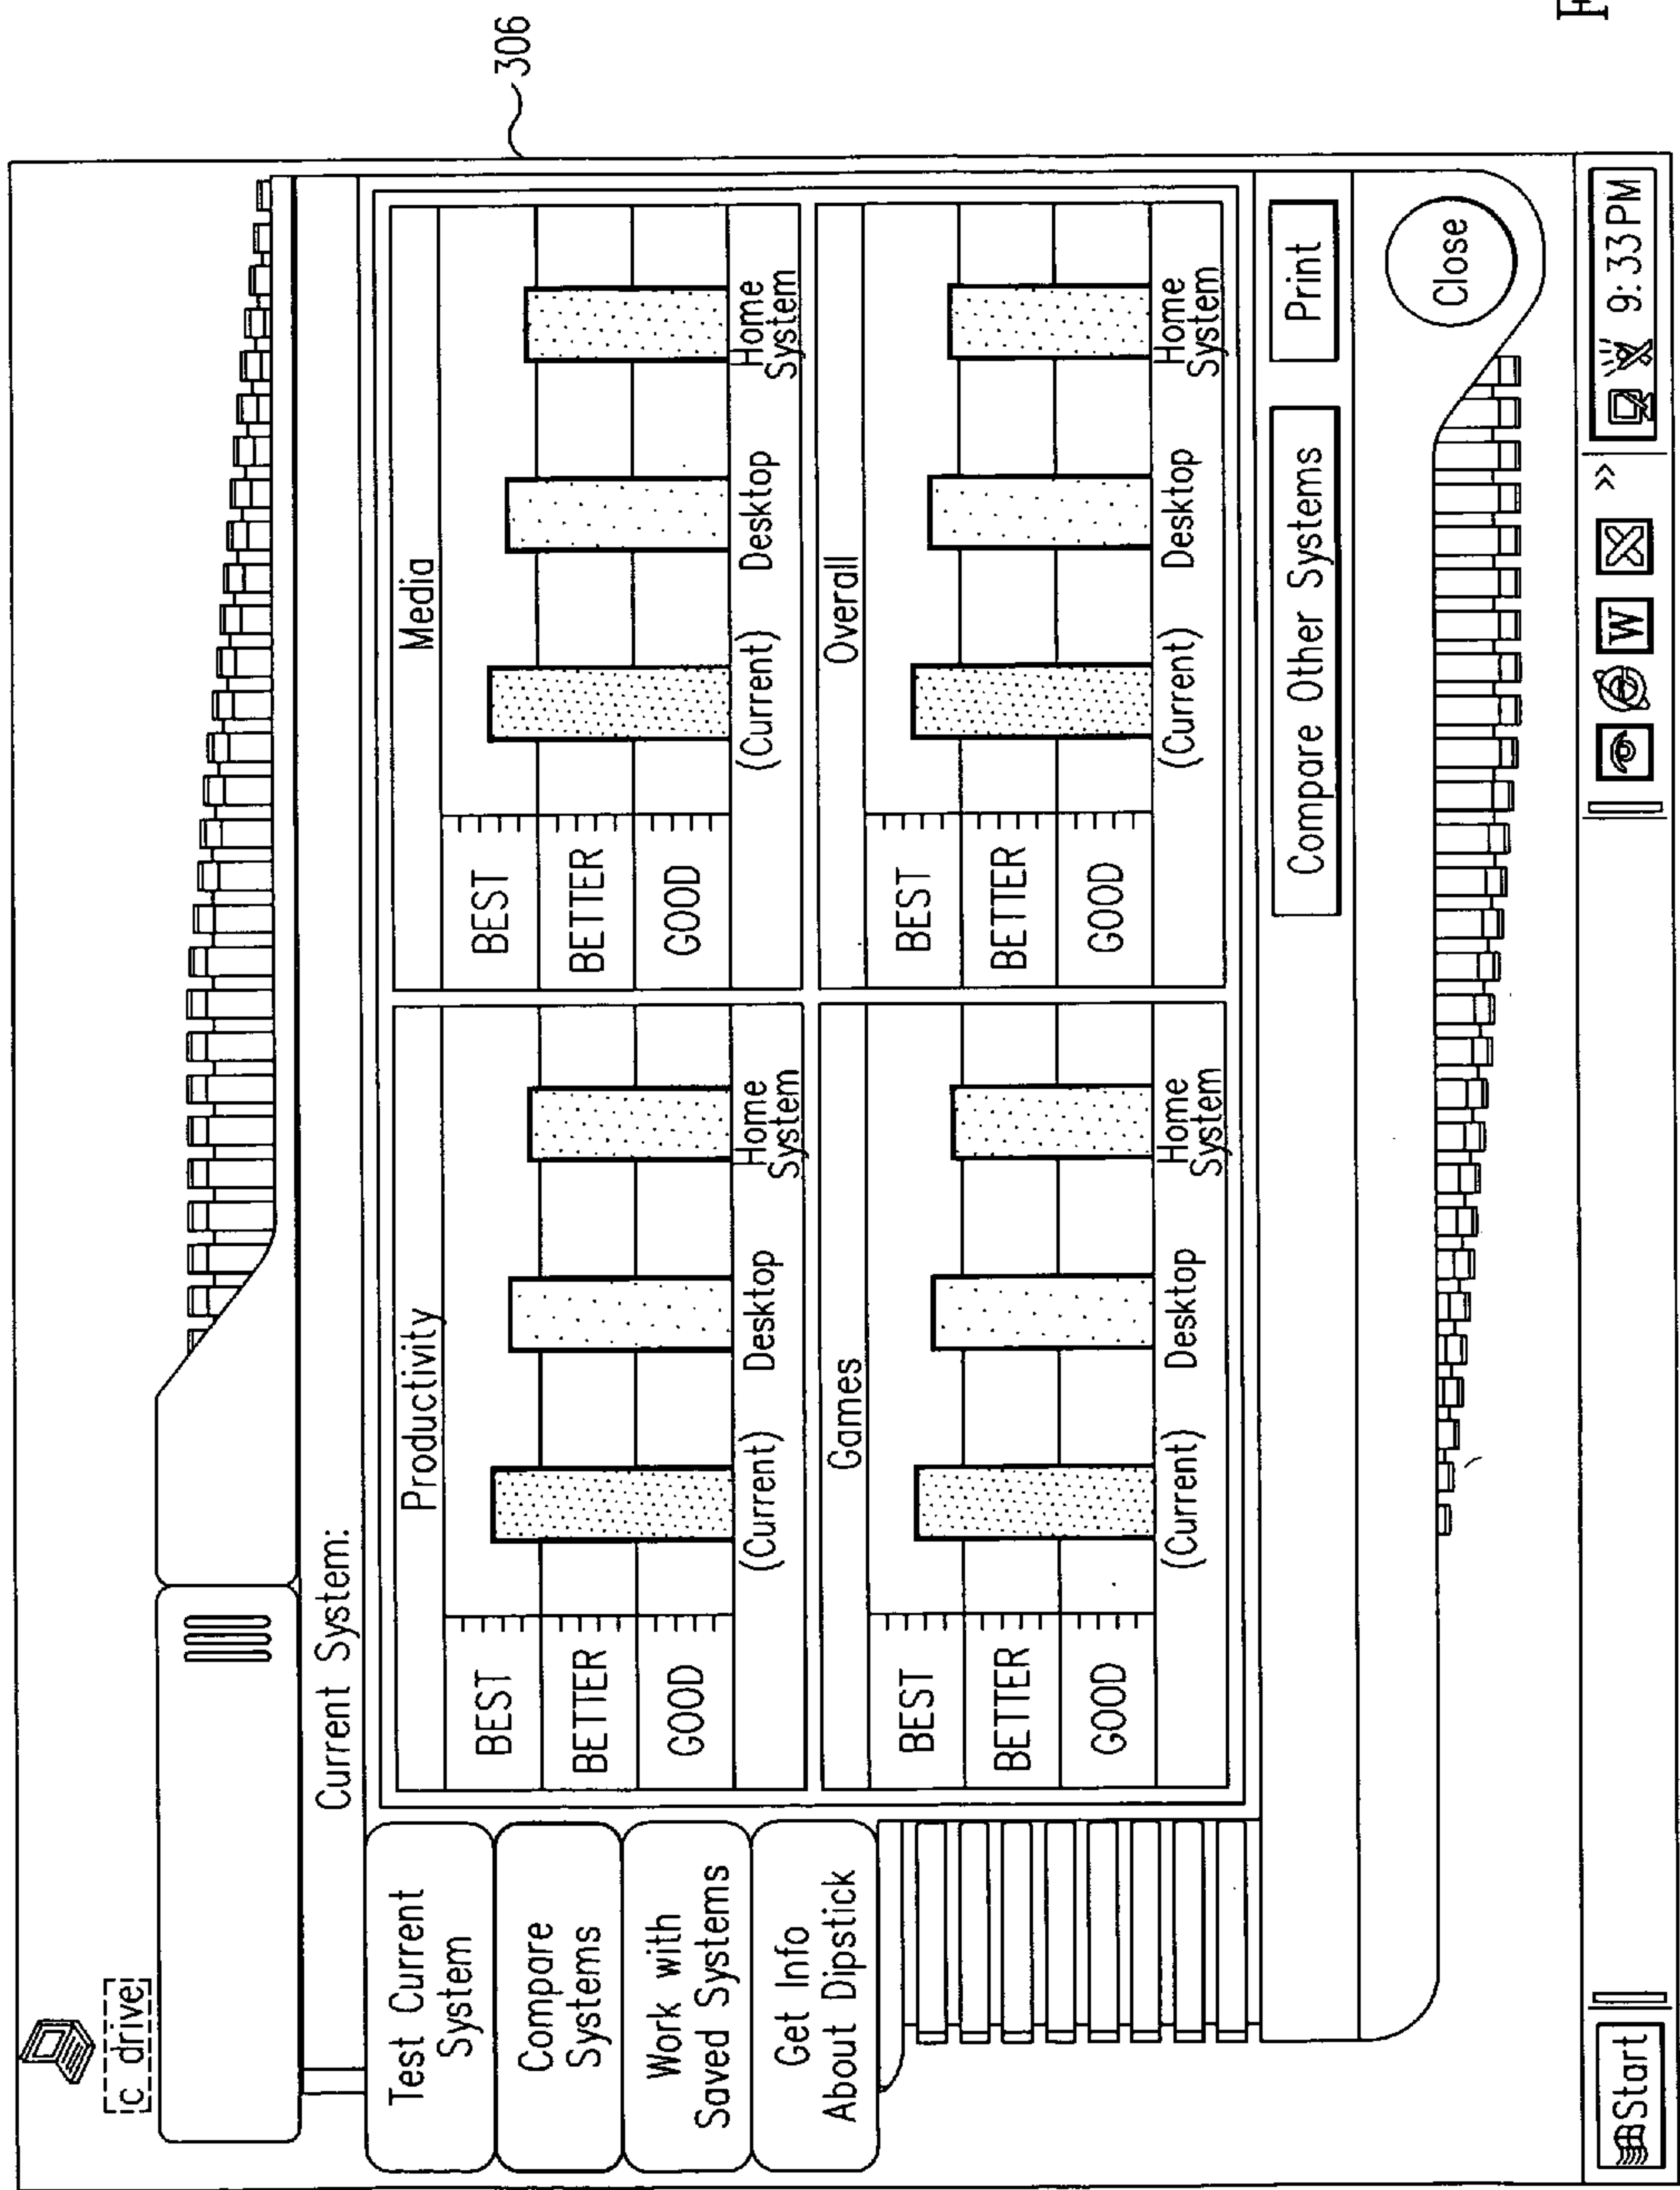 306
c drive
Current System:
Test Current
System
Compare
Systems
Work with
Saved Systems
Get Info
About Dipstick
Productivity
BEST
BETTER
GOOD
(Current)
Desktop
Home
System
Media
BEST
BETTER
GOOD
(Current)
Desktop
Home
System
Games
BEST
BETTER
GOOD
(Current)
Desktop
Home
System
Overall
BEST
BETTER
GOOD
(Current)
Desktop
Home
System
Compare Other Systems
Print
Close
Start
W
X
>>
9:33PM